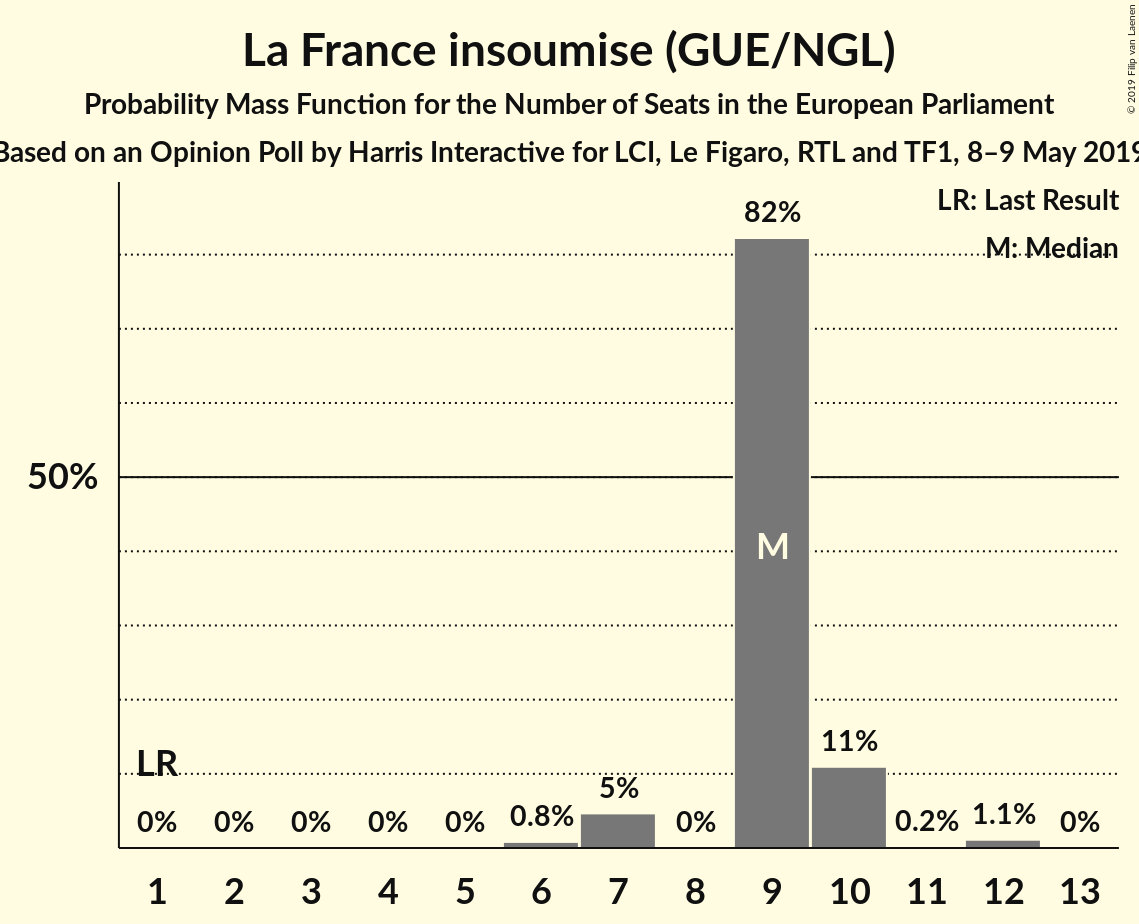 La France insoumise (GUE/NGL)
Probability Mass Function for the Number of Seats in the European Parliament
Based on an Opinion Poll by Harris Interactive for LCI, Le Figaro, RTL and TF1, 8–9 May 2019
© 2019 Filip van Laenen
LR: Last Result
M: Median
82%
50%
M
LR
11%
5%
0% 0% 0% 0% 0% 0.8% 0% 0.2% 1.1% 0%
1 2 3 4 5 6 7 8 9 10 11 12 13